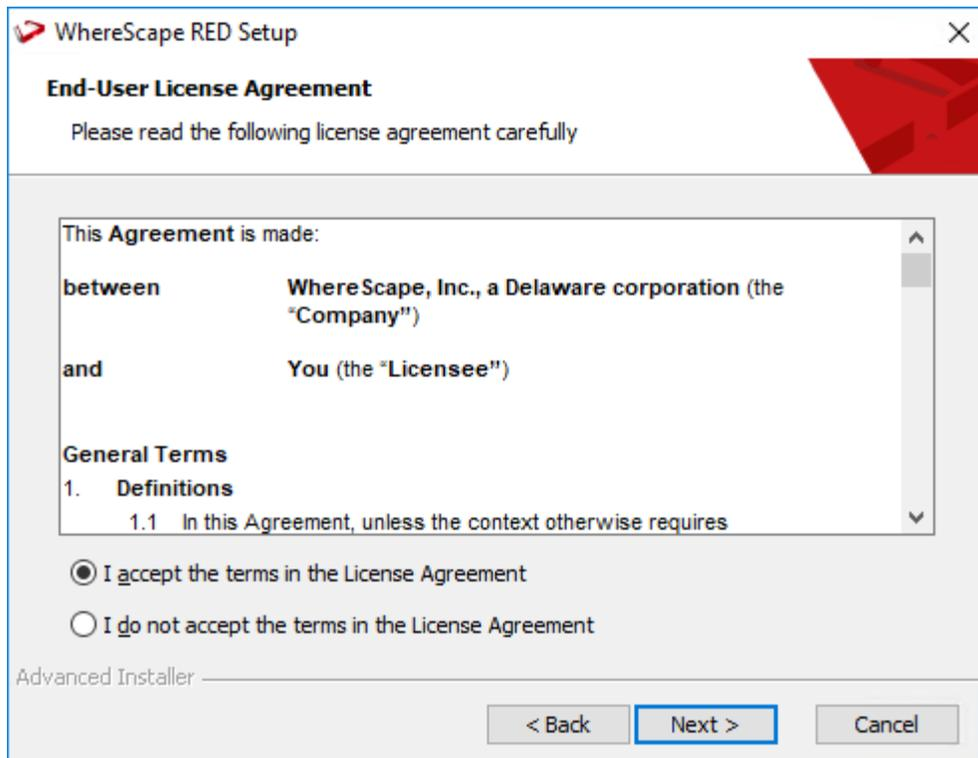 WhereScape RED Setup
End-User License Agreement
Please read the following license agreement carefully
This Agreement is made:
between WhereScape, Inc., a Delaware corporation (the
“Company”)
and You (the “Licensee”)
General Terms
1. Definitions
1.1 In this Agreement, unless the context otherwise requires
I accept the terms in the License Agreement
I do not accept the terms in the License Agreement
Advanced Installer
< Back Next > Cancel